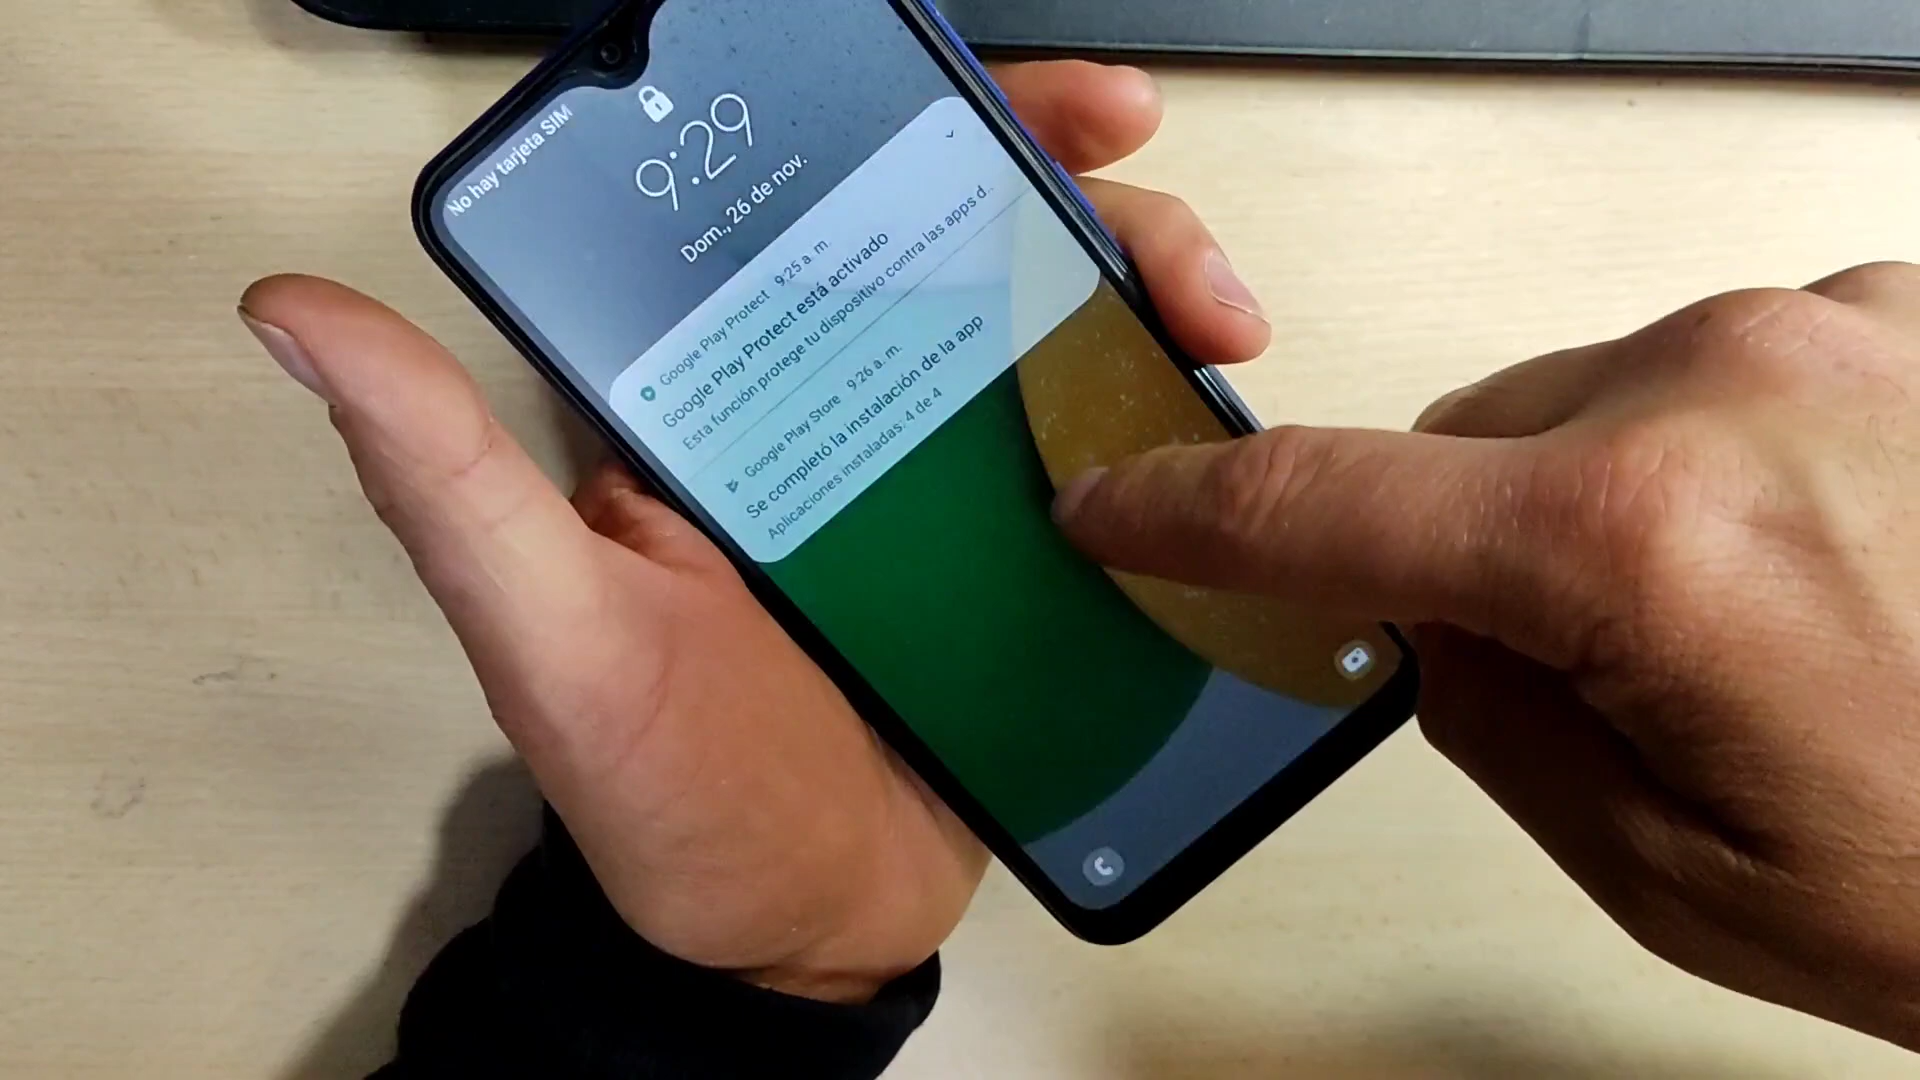 No hay tarjeta SIM
9:29
Dom., 26 de nov.
Google Play Protect 9:25 a. m.
Google Play Protect está activado
Esta función protege tu dispositivo contra las apps d...
Google Play Store 9:26 a. m.
Se completó la instalación de la app
Aplicaciones instaladas: 4 de 4